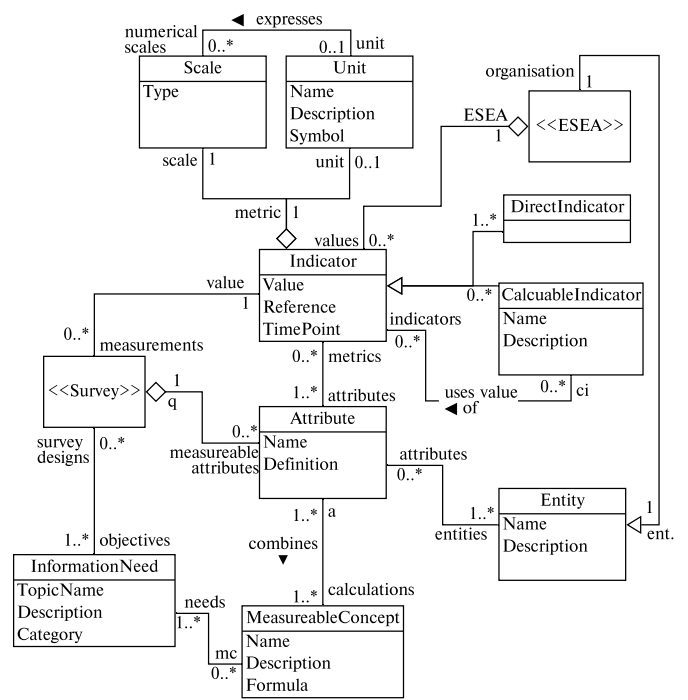 ◄ expresses
numerical
scales
0..*
0..1
unit
Scale
Type
Unit
Name
Description
Symbol
organisation
1
<<ESEA>>
ESEA
1
scale
1
unit
0..1
metric
1
values
0..*
DirectIndicator
1..*
Indicator
Value
Reference
TimePoint
value
1
0..*
CalcuableIndicator
Name
Description
indicators
0..*
0..*
measurements
<<Survey>>
0..*
metrics
uses value
◄ of
0..*
ci
1
q
1..*
attributes
Attribute
Name
Definition
0..*
measureable
attributes
survey
designs
0..*
attributes
0..*
Entity
Name
Description
1..*
entities
1
ent.
1..*
a
combines
▼
1..*
objectives
InformationNeed
TopicName
Description
Category
needs
1..*
1..*
calculations
MeasureableConcept
Name
Description
Formula
mc
0..*